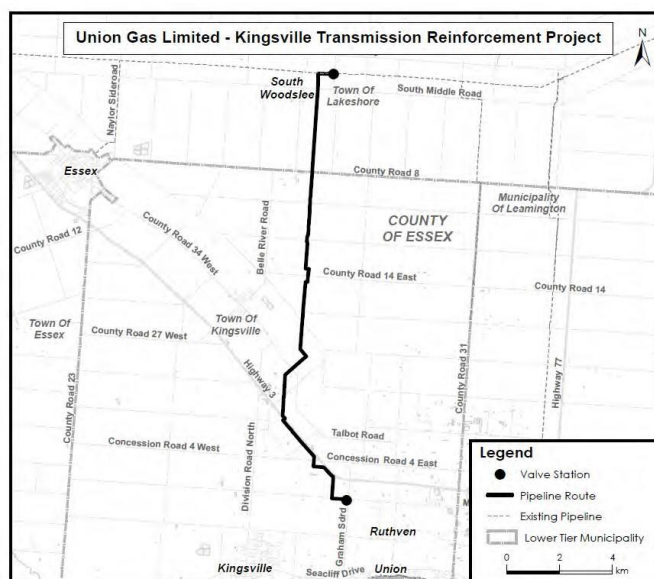 Union Gas Limited - Kingsville Transmission Reinforcement Project
N
South
Woodslee
Town Of
Lakeshore
South Middle Road
Naylor Sideroad
Essex
County Road 8
Municipality
Of Leamington
COUNTY
OF ESSEX
County Road 12
County Road 34 West
Belle River Road
County Road 14 East
County Road 14
Town Of
Essex
Town Of
Kingsville
County Road 27 West
Highway 3
County Road 31
Highway 77
County Road 23
Talbot Road
Concession Road 4 West
Division Road North
Concession Road 4 East
Graham Sdrd
Ruthven
Kingsville
Seacliff Drive
Union
M
Legend
Valve Station
Pipeline Route
Existing Pipeline
Lower Tier Municipality
0 2 4
km